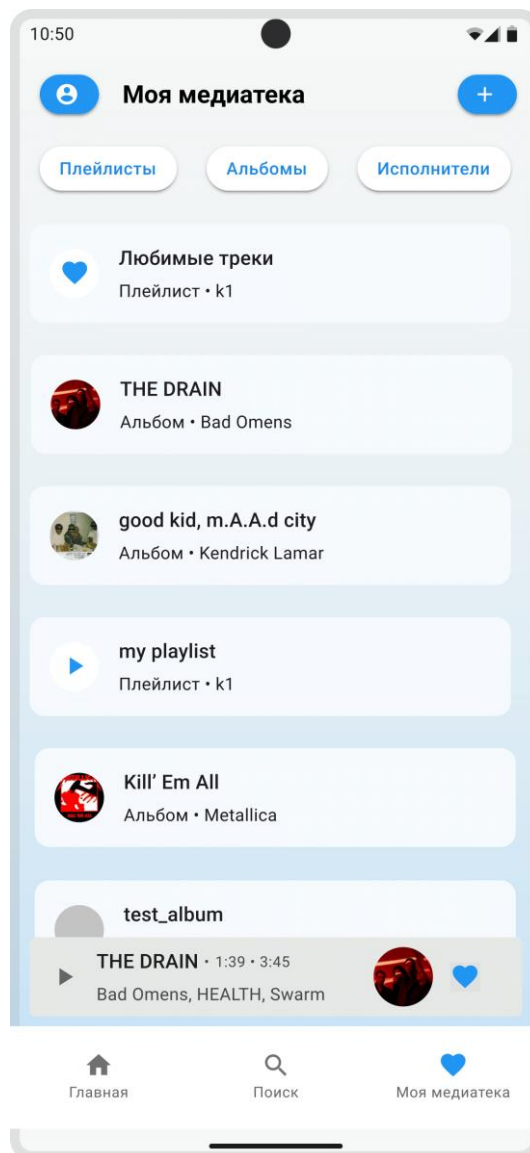 10:50
Моя медиатека
Плейлисты Альбомы Исполнители
Любимые треки
Плейлист • k1
THE DRAIN
Альбом • Bad Omens
good kid, m.A.A.d city
Альбом • Kendrick Lamar
my playlist
Плейлист • k1
Kill’ Em All
Альбом • Metallica
test_album
THE DRAIN • 1:39 • 3:45
Bad Omens, HEALTH, Swarm
Главная Поиск Моя медиатека